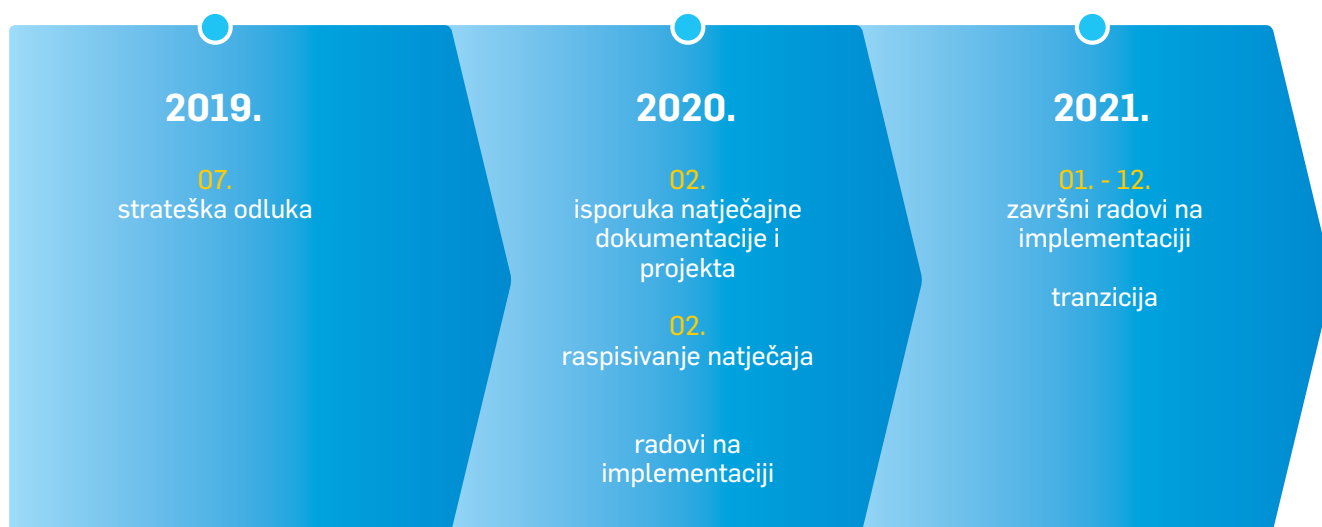 2019.
07.
strateška odluka
2020.
02.
isporuka natječajne
dokumentacije i
projekta
02.
raspisivanje natječaja
radovi na
implementaciji
2021.
01. - 12.
završni radovi na
implementaciji
tranzicija